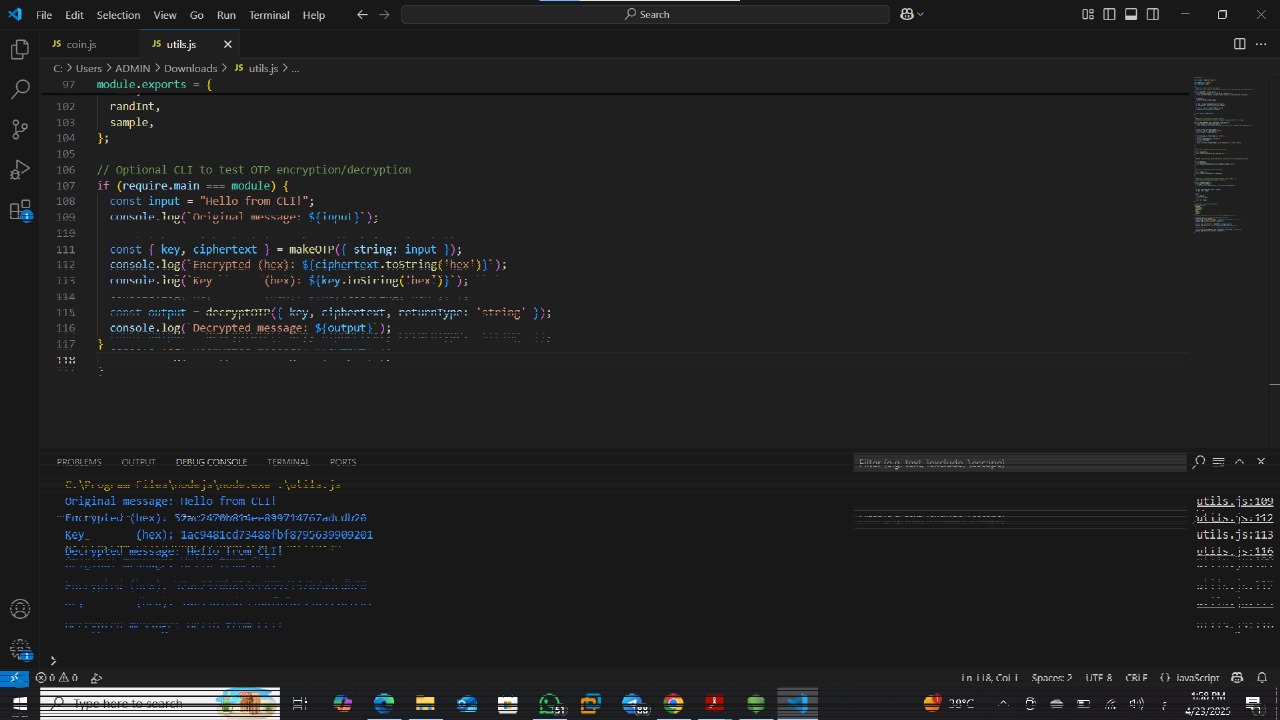 File Edit Selection View Go Run Terminal Help
Search
JS coin.js
JS utils.js
C: > Users > ADMIN > Downloads > JS utils.js > ...
97 module.exports = {
102 randInt,
103 sample,
104 };
105
106 // Optional CLI to test OTP encryption/decryption
107 if (require.main === module) {
108 const input = "Hello from CLI!";
109 console.log(`Original message: ${input}`);
110
111 const { key, ciphertext } = makeOTP({ string: input });
112 console.log(`Encrypted (hex): ${ciphertext.toString('hex')}`);
113 console.log(`Key (hex): ${key.toString('hex')}`);
114
115 const output = decryptOTP({ key, ciphertext, returnType: 'string' });
116 console.log(`Decrypted message: ${output}`);
117 }
118
PROBLEMS OUTPUT DEBUG CONSOLE TERMINAL PORTS
Filter (e.g. text, !exclude, \escape)
C:\Program Files\nodejs\node.exe .\utils.js
Original message: Hello from CLI! utils.js:109
Encrypted (hex): utils.js:112
Key (hex): 1ac9481cd73488fbf8795639909201 utils.js:113
Decrypted message: Hello from CLI! utils.js:116
0 0
Ln 118, Col 1
JavaScript
Type here to search
1:50 PM
4/23/2025